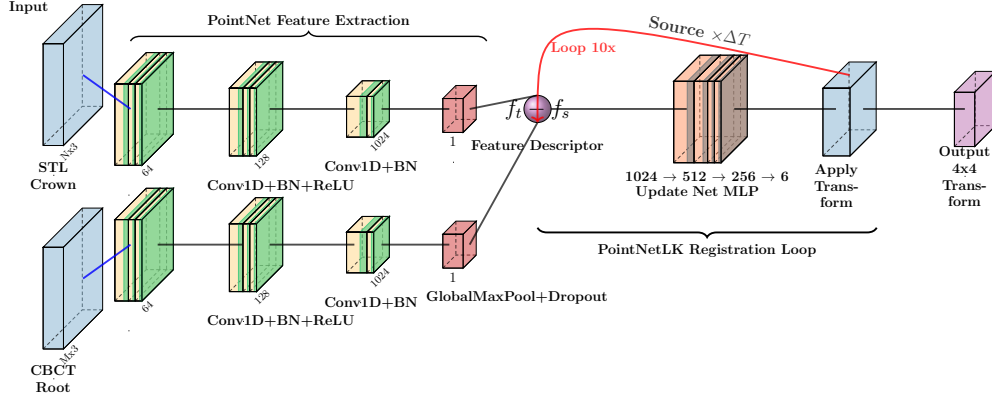 Input
PointNet Feature Extraction
Source ×ΔT
Loop 10x
Nx3
64
128
1024
1
f_t
f_s
Feature Descriptor
STL
Crown
Conv1D+BN+ReLU
Conv1D+BN
1024 → 512 → 256 → 6
Update Net MLP
Apply
Trans-
form
Output
4x4
Trans-
form
PointNetLK Registration Loop
Mx3
64
128
1024
1
CBCT
Root
Conv1D+BN+ReLU
Conv1D+BN
GlobalMaxPool+Dropout